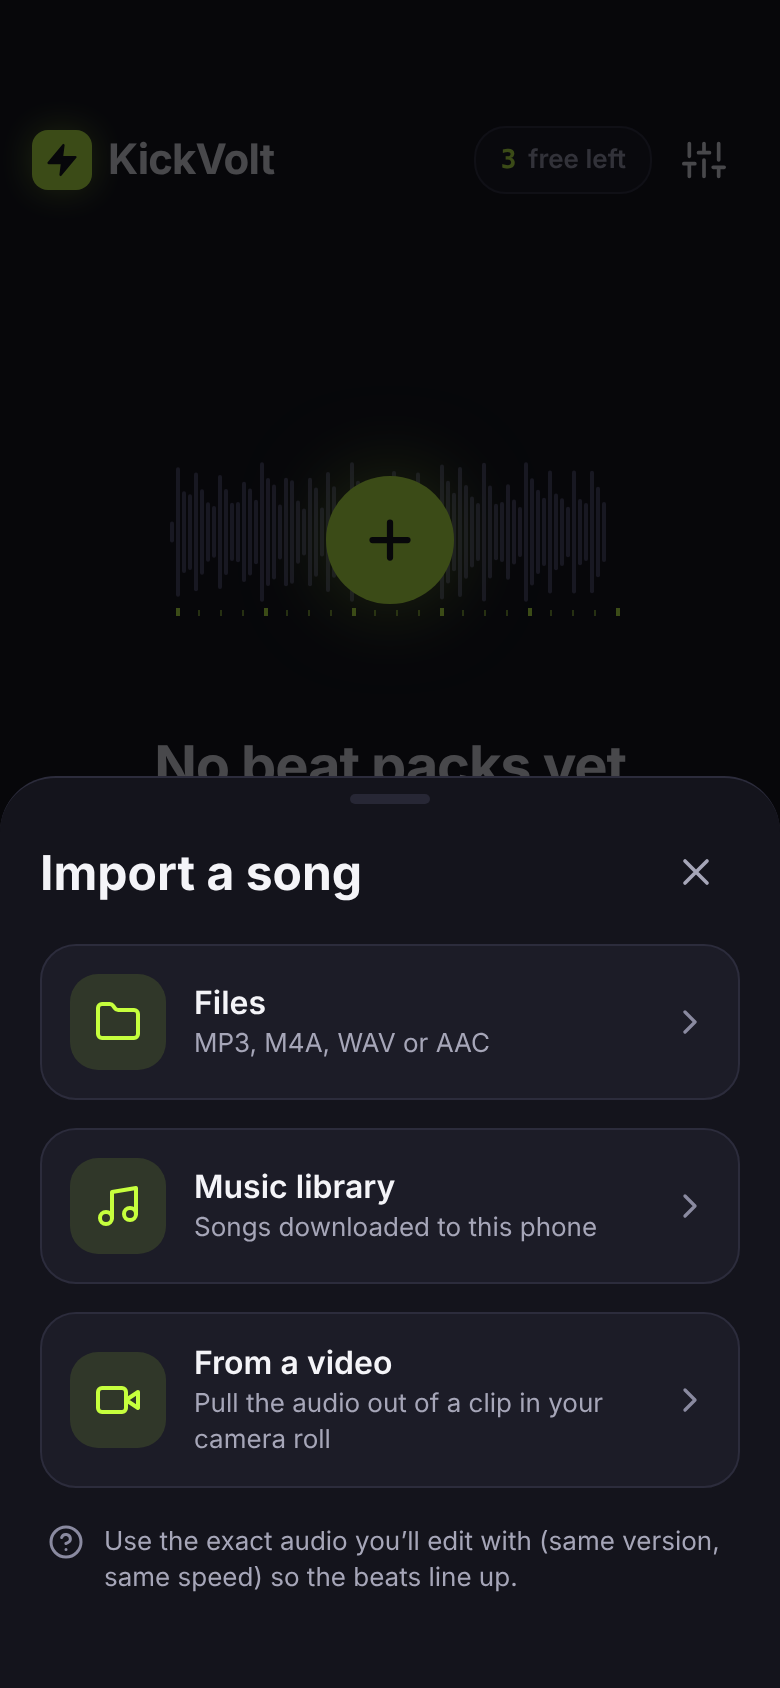 KickVolt
3 free left
No beat packs yet
Import a song
Files
MP3, M4A, WAV or AAC
Music library
Songs downloaded to this phone
From a video
Pull the audio out of a clip in your
camera roll
Use the exact audio you’ll edit with (same version,
same speed) so the beats line up.